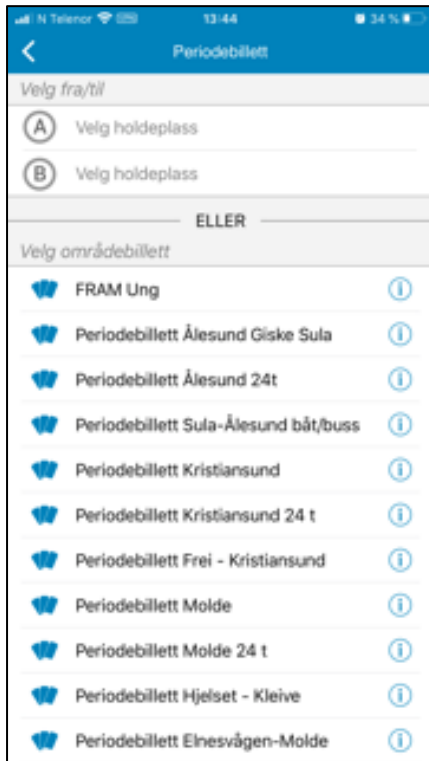 N Telenor 13:44 34 %
Periodebillett
Velg fra/til
A Velg holdeplass
B Velg holdeplass
ELLER
Velg områdebillett
FRAM Ung
Periodebillett Ålesund Giske Sula
Periodebillett Ålesund 24t
Periodebillett Sula-Ålesund båt/buss
Periodebillett Kristiansund
Periodebillett Kristiansund 24 t
Periodebillett Frei - Kristiansund
Periodebillett Molde
Periodebillett Molde 24 t
Periodebillett Hjelset - Kleive
Periodebillett Elnesvågen-Molde